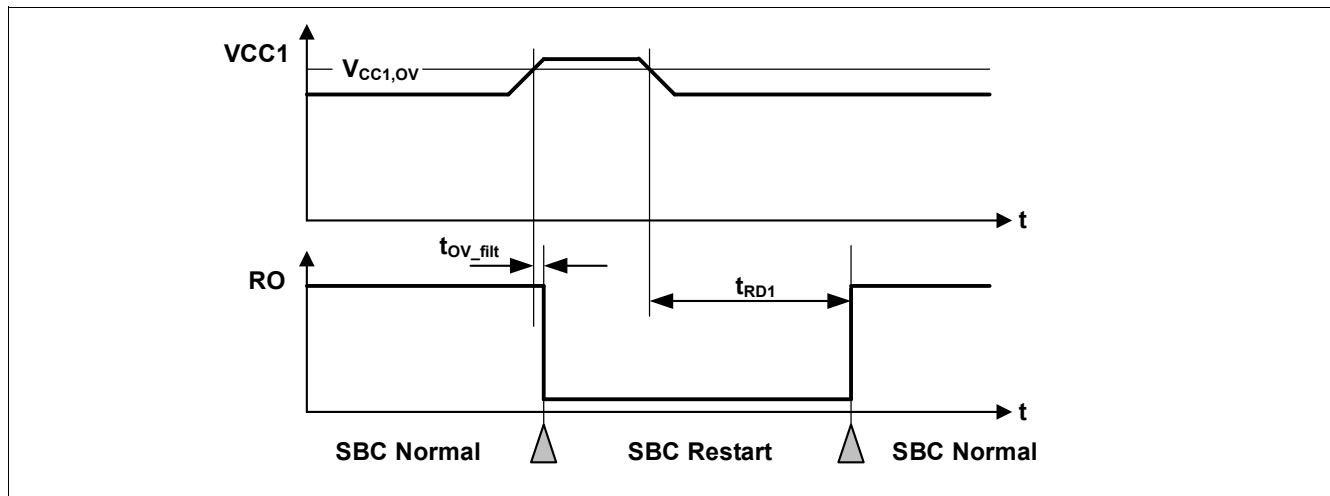 VCC1
VCC1,OV
t
tOV_filt
RO
tRD1
t
SBC Normal
SBC Restart
SBC Normal